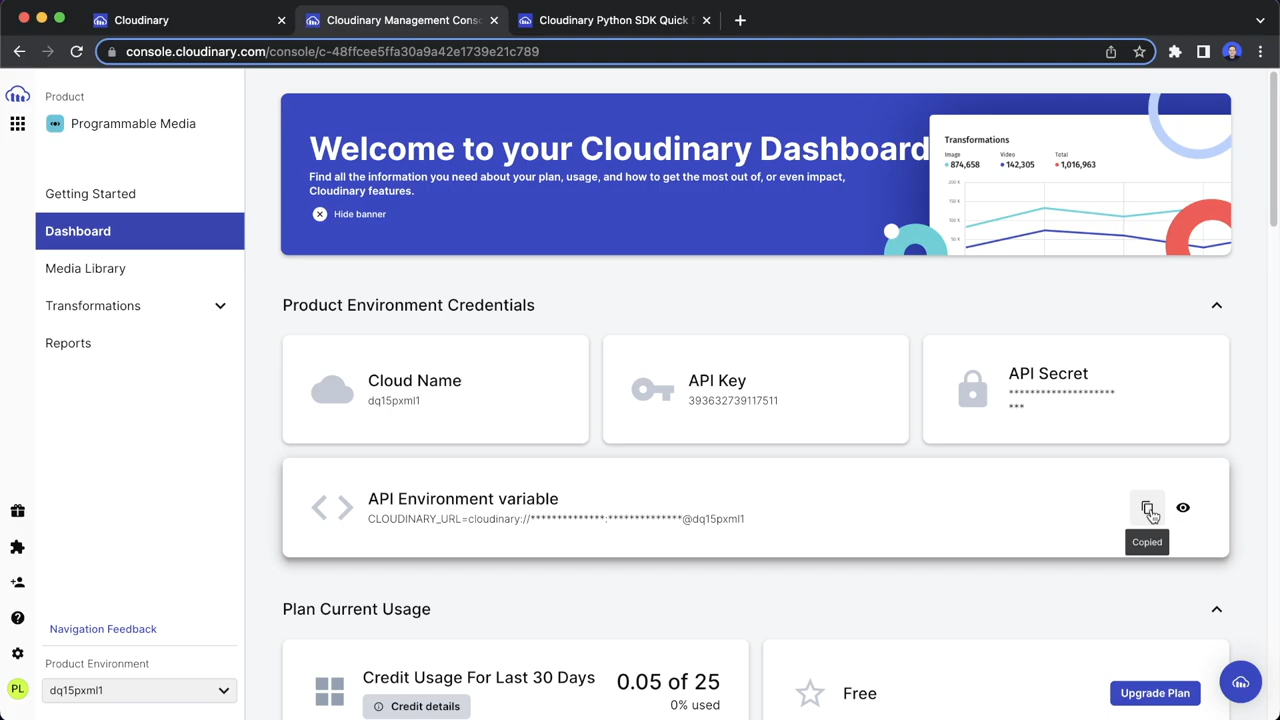 Cloudinary
Cloudinary Management Conso
Cloudinary Python SDK Quick S
console.cloudinary.com/console/c-48ffcee5ffa30a9a42e1739e21c789
Product
Programmable Media
Getting Started
Dashboard
Media Library
Transformations
Reports
Navigation Feedback
Product Environment
PL
dq15pxml1
Welcome to your Cloudinary Dashboard
Find all the information you need about your plan, usage, and how to get the most out of, or even impact,
Cloudinary features.
Hide banner
Transformations
Image Video Total
874,658 142,305 1,016,963
200 K
150 K
100 K
50 K
Product Environment Credentials
Cloud Name
dq15pxml1
API Key
393632739117511
API Secret
*******************
***
API Environment variable
CLOUDINARY_URL=cloudinary://**************:**************@dq15pxml1
Copied
Plan Current Usage
Credit Usage For Last 30 Days
Credit details
0.05 of 25
0% used
Free
Upgrade Plan